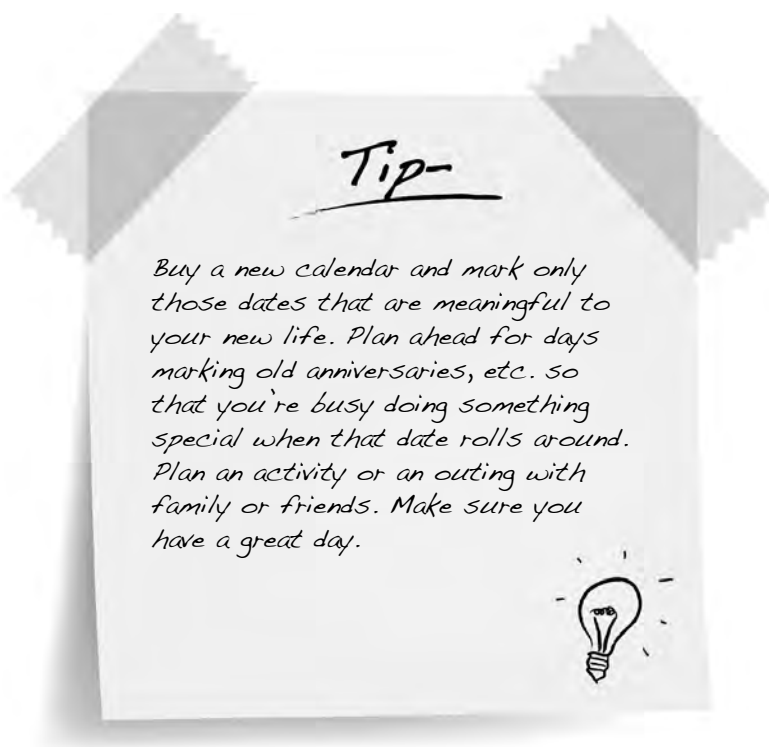 Tip-
Buy a new calendar and mark only
those dates that are meaningful to
your new life. Plan ahead for days
marking old anniversaries, etc. so
that you're busy doing something
special when that date rolls around.
Plan an activity or an outing with
family or friends. Make sure you
have a great day.